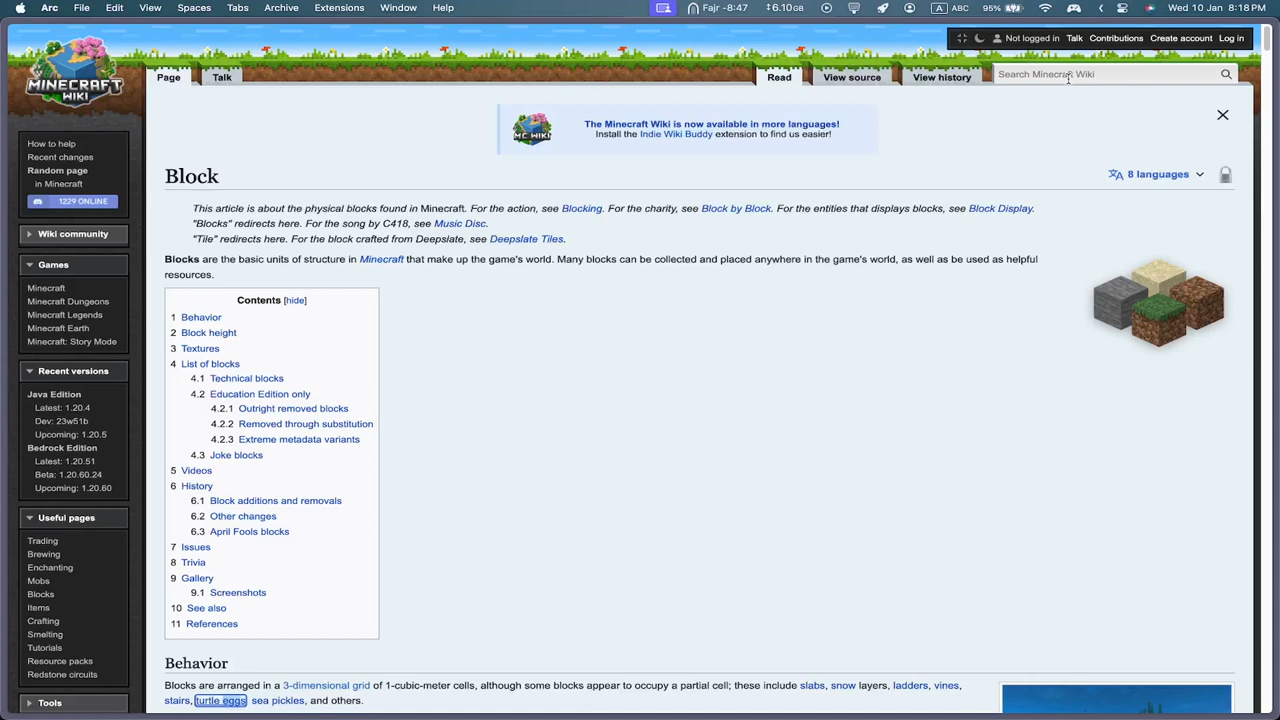 File Edit View History Bookmarks Tools Window Help
Fajr -8:47
108.0 GB
Not logged in Talk Contributions Create account Log in
MINECRAFT
WIKI
Page Talk Read View source View history Search Minecraft Wiki
The Minecraft Wiki is now available in more languages!
MC WIKI
Install the Indie Wiki Buddy extension to find us easier!
How to help
Recent changes
Random page
in Minecraft
1229 ONLINE
Wiki community
Games
Minecraft
Minecraft Dungeons
Minecraft Legends
Minecraft Earth
Minecraft: Story Mode
Recent versions
Java Edition
Latest: 1.20.4
Dev: 23w51b
Upcoming: 1.20.5
Bedrock Edition
Latest: 1.20.51
Beta: 1.20.60.24
Upcoming: 1.20.60
Useful pages
Trading
Brewing
Enchanting
Mobs
Blocks
Items
Crafting
Smelting
Tutorials
Resource packs
Redstone circuits
Tools
Block
8 languages
This article is about the physical blocks found in Minecraft. For the action, see Blocking. For the charity, see Block by Block. For the entities that displays blocks, see Block Display.
"Blocks" redirects here. For the song by C418, see Music Disc.
"Tile" redirects here. For the block crafted from Deepslate, see Deepslate Tiles.
Blocks are the basic units of structure in Minecraft that make up the game's world. Many blocks can be collected and placed anywhere in the game's world, as well as be used as helpful
resources.
Contents [hide]
1 Behavior
2 Block height
3 Textures
4 List of blocks
4.1 Technical blocks
4.2 Education Edition only
4.2.1 Outright removed blocks
4.2.2 Removed through substitution
4.2.3 Extreme metadata variants
4.3 Joke blocks
5 Videos
6 History
6.1 Block additions and removals
6.2 Other changes
6.3 April Fools blocks
7 Issues
8 Trivia
9 Gallery
9.1 Screenshots
10 See also
11 References
Behavior
Blocks are arranged in a 3-dimensional grid of 1-cubic-meter cells, although some blocks appear to occupy a partial cell; these include slabs, snow layers, ladders, vines,
stairs, turtle eggs, sea pickles, and others.